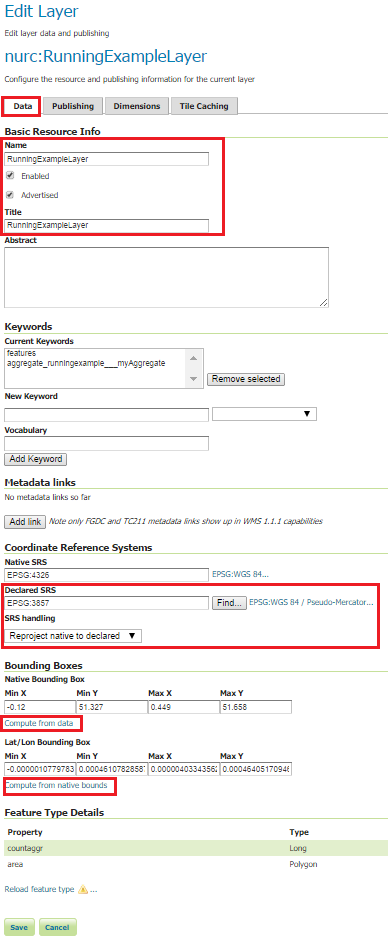 Edit Layer
Edit layer data and publishing
nurc:RunningExampleLayer
Configure the resource and publishing information for the current layer
Data Publishing Dimensions Tile Caching
Basic Resource Info
Name
RunningExampleLayer
Enabled
Advertised
Title
RunningExampleLayer
Abstract
Keywords
Current Keywords
features
aggregate_runningexample___myAggregate
Remove selected
New Keyword
Vocabulary
Add Keyword
Metadata links
No metadata links so far
Add link Note only FGDC and TC211 metadata links show up in WMS 1.1.1 capabilities
Coordinate Reference Systems
Native SRS
EPSG:4326 EPSG:WGS 84...
Declared SRS
EPSG:3857 Find... EPSG:WGS 84 / Pseudo-Mercator...
SRS handling
Reproject native to declared
Bounding Boxes
Native Bounding Box
Min X Min Y Max X Max Y
-0.12 51.327 0.449 51.658
Compute from data
Lat/Lon Bounding Box
Min X Min Y Max X Max Y
-0.0000010779783 0.0004610782858 0.0000040334356 0.0004640517094
Compute from native bounds
Feature Type Details
Property Type
countaggr Long
area Polygon
Reload feature type ...
Save Cancel